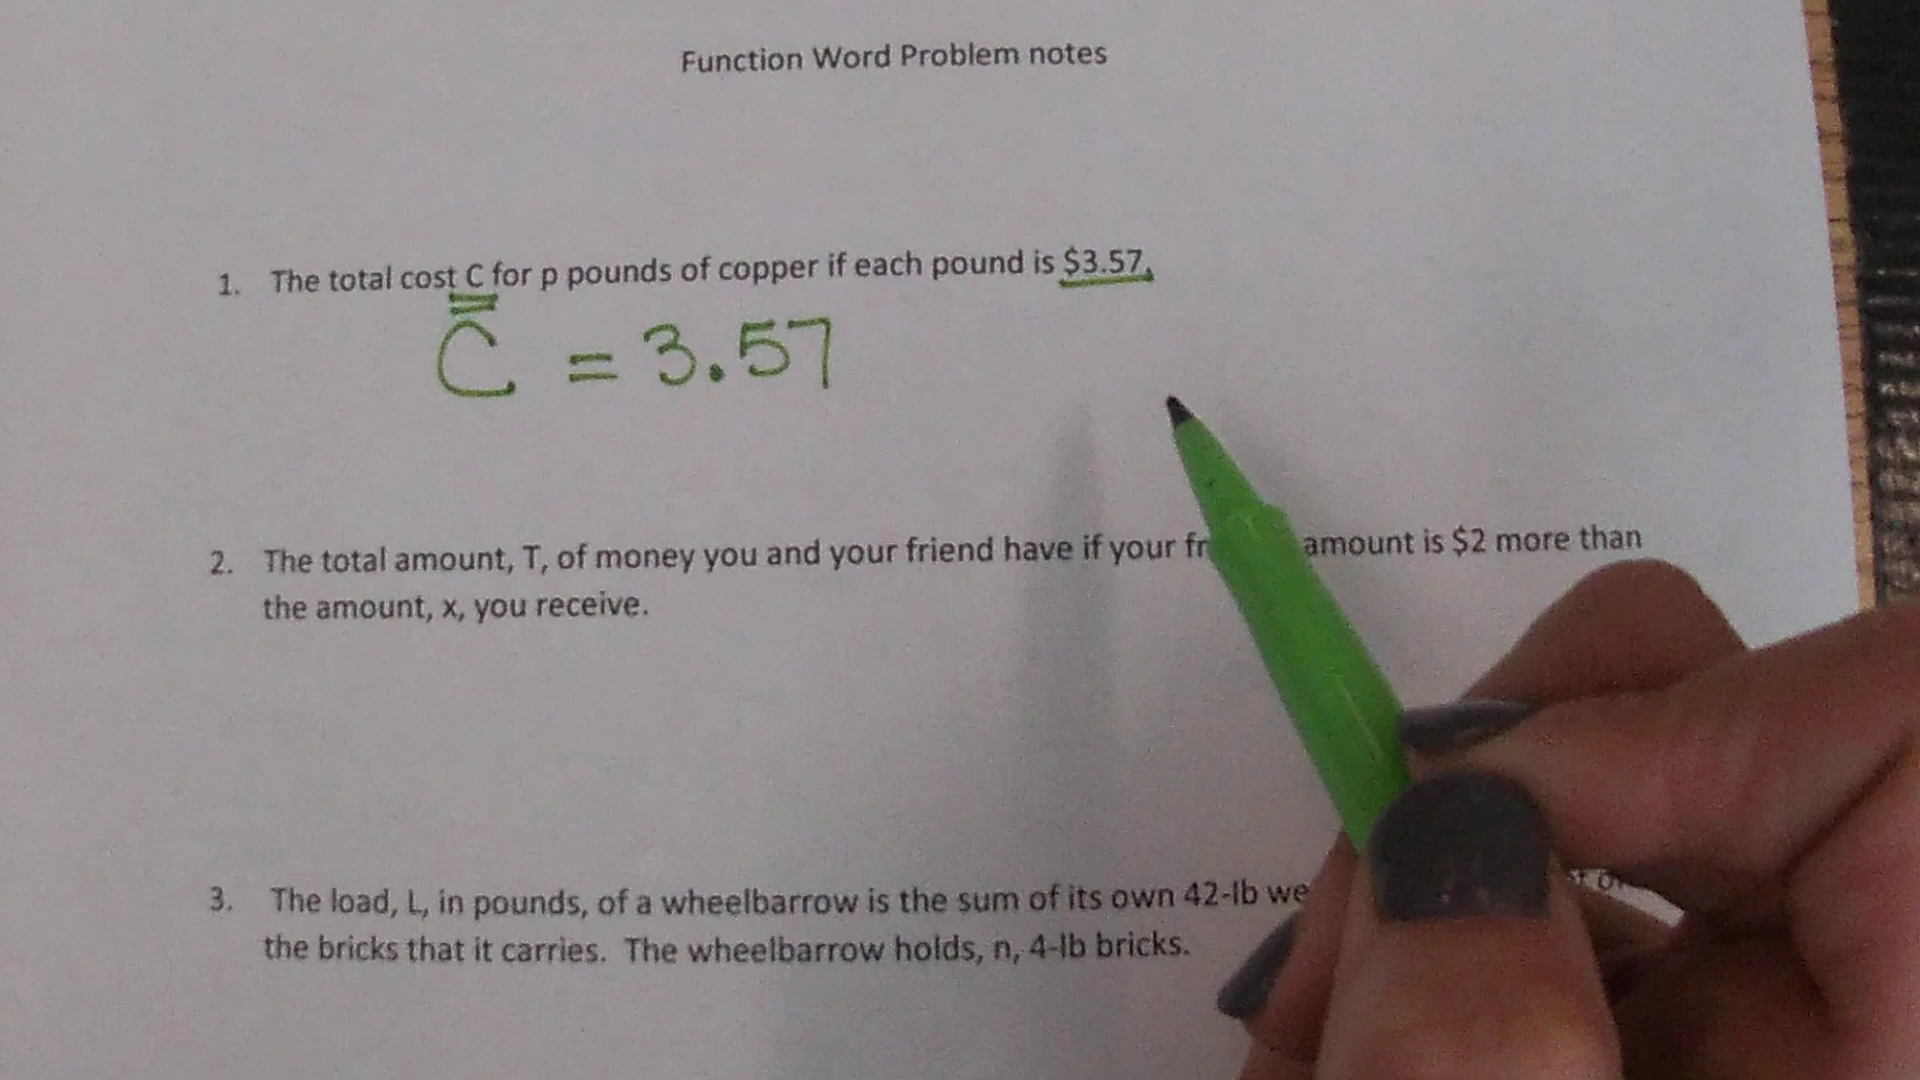 Function Word Problem notes
1. The total cost C for p pounds of copper if each pound is $3.57.
C = 3.57
2. The total amount, T, of money you and your friend have if your amount is $2 more than
the amount, x, you receive.
3. The load, L, in pounds, of a wheelbarrow is the sum of its own 42-lb
the bricks that it carries. The wheelbarrow holds, n, 4-lb bricks.